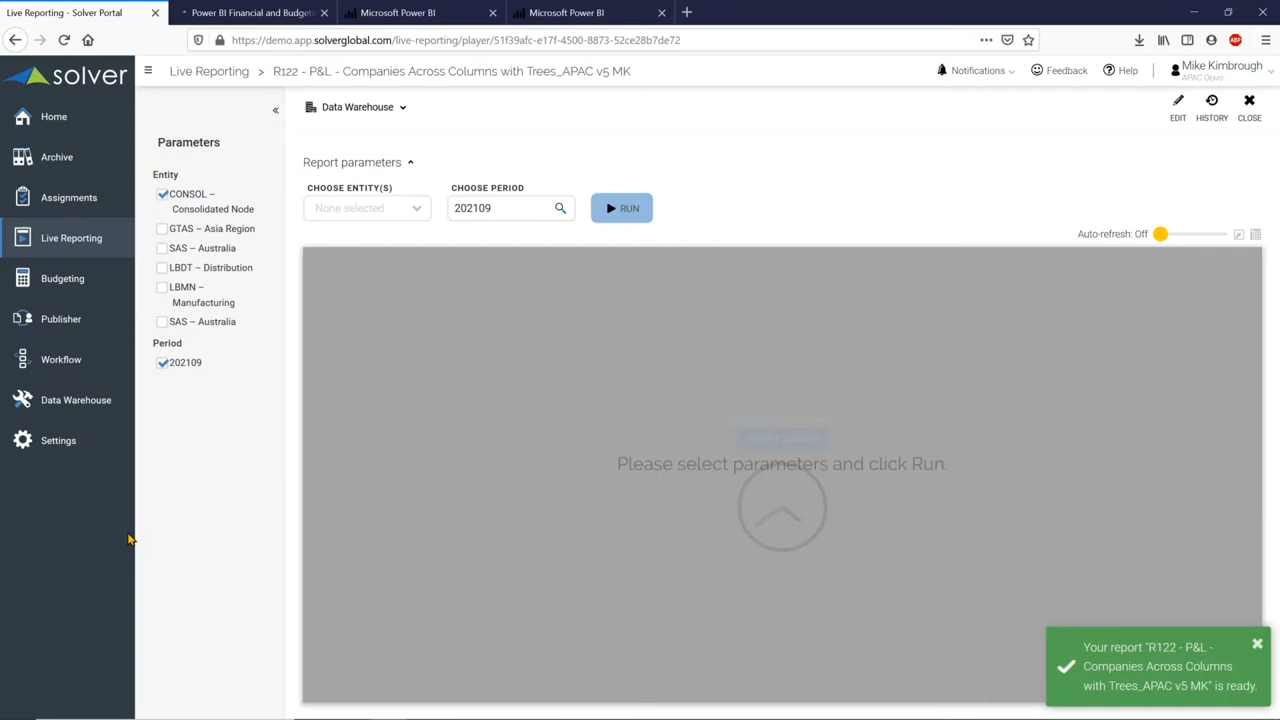 Live Reporting - Solver Portal
Power BI Financial and Budget
Microsoft Power BI
Microsoft Power BI
https://demo.app.solverglobal.com/live-reporting/player/51f39afc-e17f-4500-8873-52ce28b7de72
ABP
solver
Live Reporting > R122 - P&L - Companies Across Columns with Trees_APAC v5 MK
Notifications
Feedback
Help
Mike Kimbrough
APAC DEMO
Home
Archive
Assignments
Live Reporting
Budgeting
Publisher
Workflow
Data Warehouse
Settings
«
Parameters
Entity
CONSOL –
Consolidated Node
GTAS – Asia Region
SAS – Australia
LBDT – Distribution
LBMN –
Manufacturing
SAS – Australia
Period
202109
Data Warehouse
EDIT
HISTORY
CLOSE
Report parameters
CHOOSE ENTITY(S)
CHOOSE PERIOD
None selected
202109
RUN
Auto-refresh: Off
Please select parameters and click Run.
Your report "R122 - P&L -
Companies Across Columns
with Trees_APAC v5 MK" is ready.